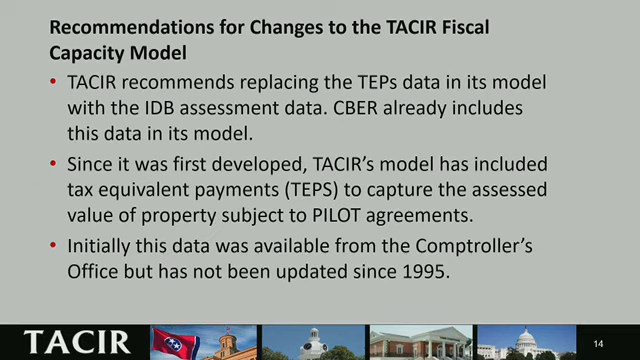 Recommendations for Changes to the TACIR Fiscal
Capacity Model
• TACIR recommends replacing the TEPs data in its model
with the IDB assessment data. CBER already includes
this data in its model.
• Since it was first developed, TACIR's model has included
tax equivalent payments (TEPS) to capture the assessed
value of property subject to PILOT agreements.
• Initially this data was available from the Comptroller's
Office but has not been updated since 1995.
TACIR
14